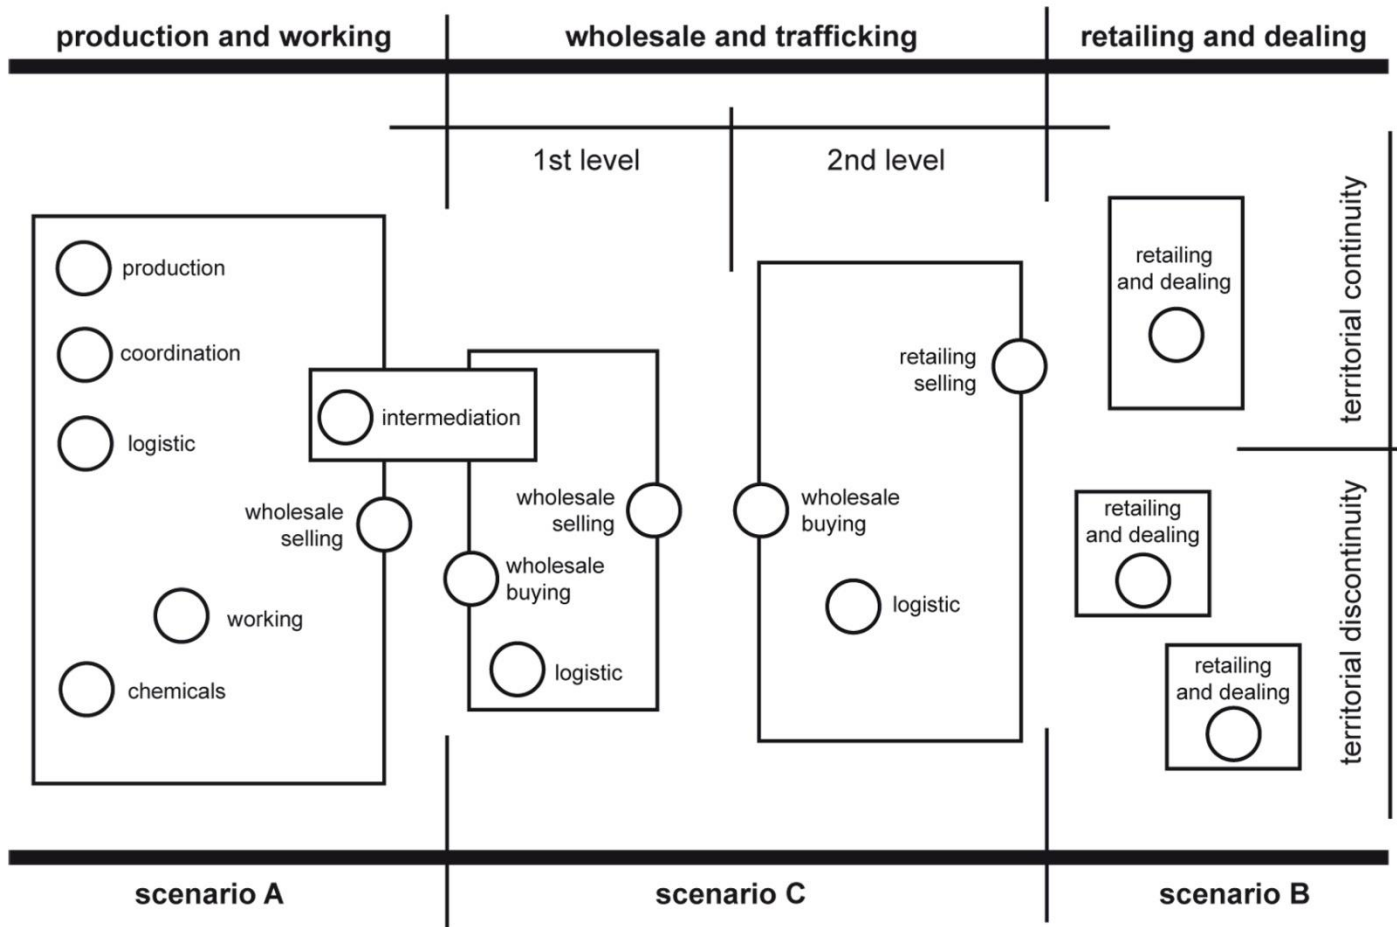 production and working
wholesale and trafficking
retailing and dealing
1st level
2nd level
production
coordination
logistic
intermediation
wholesale
selling
working
chemicals
wholesale
selling
wholesale
buying
logistic
retailing
selling
wholesale
buying
logistic
retailing
and dealing
retailing
and dealing
retailing
and dealing
territorial continuity
territorial discontinuity
scenario A
scenario C
scenario B